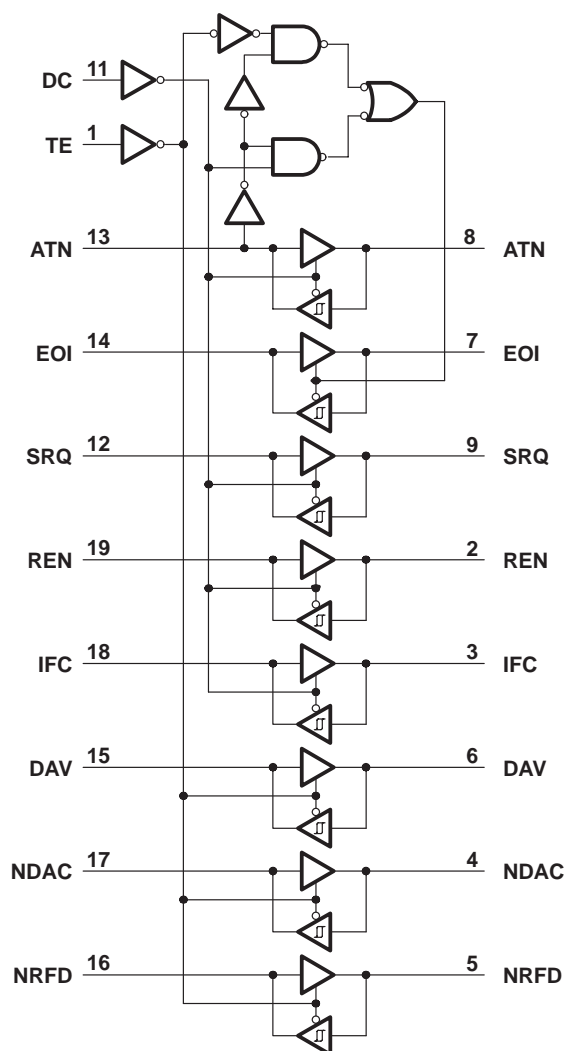 DC 11
TE 1
ATN 13 8 ATN
EOI 14 7 EOI
SRQ 12 9 SRQ
REN 19 2 REN
IFC 18 3 IFC
DAV 15 6 DAV
NDAC 17 4 NDAC
NRFD 16 5 NRFD